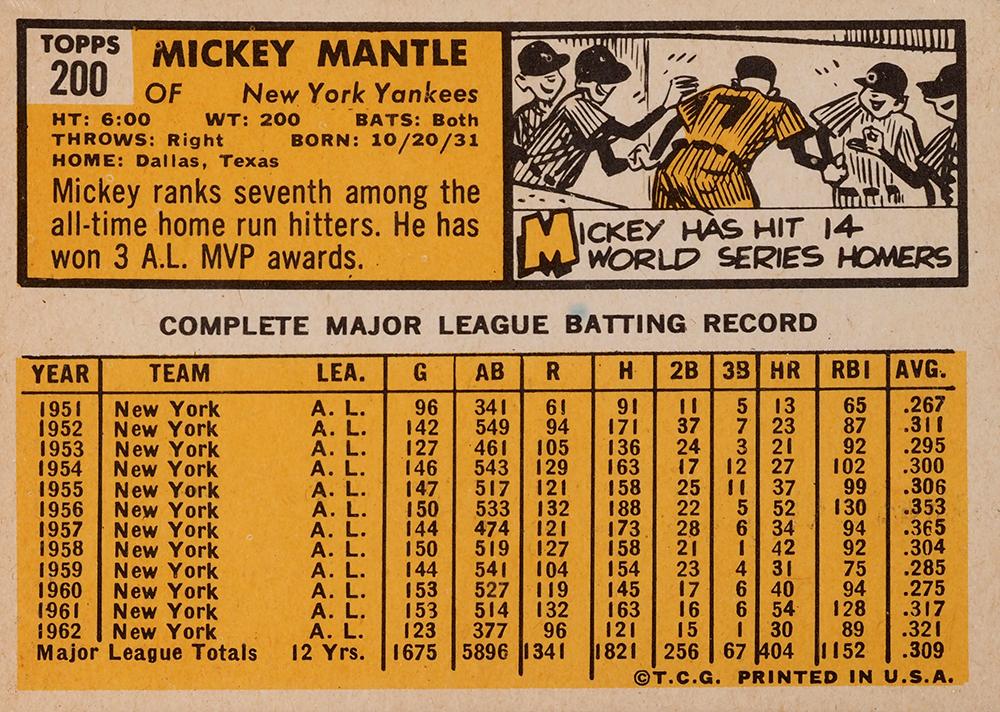 TOPPS
200
MICKEY MANTLE
OF New York Yankees
HT: 6:00 WT: 200 BATS: Both
THROWS: Right BORN: 10/20/31
HOME: Dallas, Texas
Mickey ranks seventh among the
all-time home run hitters. He has
won 3 A.L. MVP awards.
7
MICKEY HAS HIT 14
WORLD SERIES HOMERS
COMPLETE MAJOR LEAGUE BATTING RECORD
YEAR TEAM LEA. G AB R H 2B 3B HR RBI AVG.
1951 New York A. L. 96 341 61 91 11 5 13 65 .267
1952 New York A. L. 142 549 94 171 37 7 23 87 .311
1953 New York A. L. 127 461 105 136 24 3 21 92 .295
1954 New York A. L. 146 543 129 163 17 12 27 102 .300
1955 New York A. L. 147 517 121 158 25 11 37 99 .306
1956 New York A. L. 150 533 132 188 22 5 52 130 .353
1957 New York A. L. 144 474 121 173 28 6 34 94 .365
1958 New York A. L. 150 519 127 158 21 1 42 92 .304
1959 New York A. L. 144 541 104 154 23 4 31 75 .285
1960 New York A. L. 153 527 119 145 17 6 40 94 .275
1961 New York A. L. 153 514 132 163 16 6 54 128 .317
1962 New York A. L. 123 377 96 121 15 1 30 89 .321
Major League Totals 12 Yrs. 1675 5896 1341 1821 256 67 404 1152 .309
©T.C.G. PRINTED IN U.S.A.